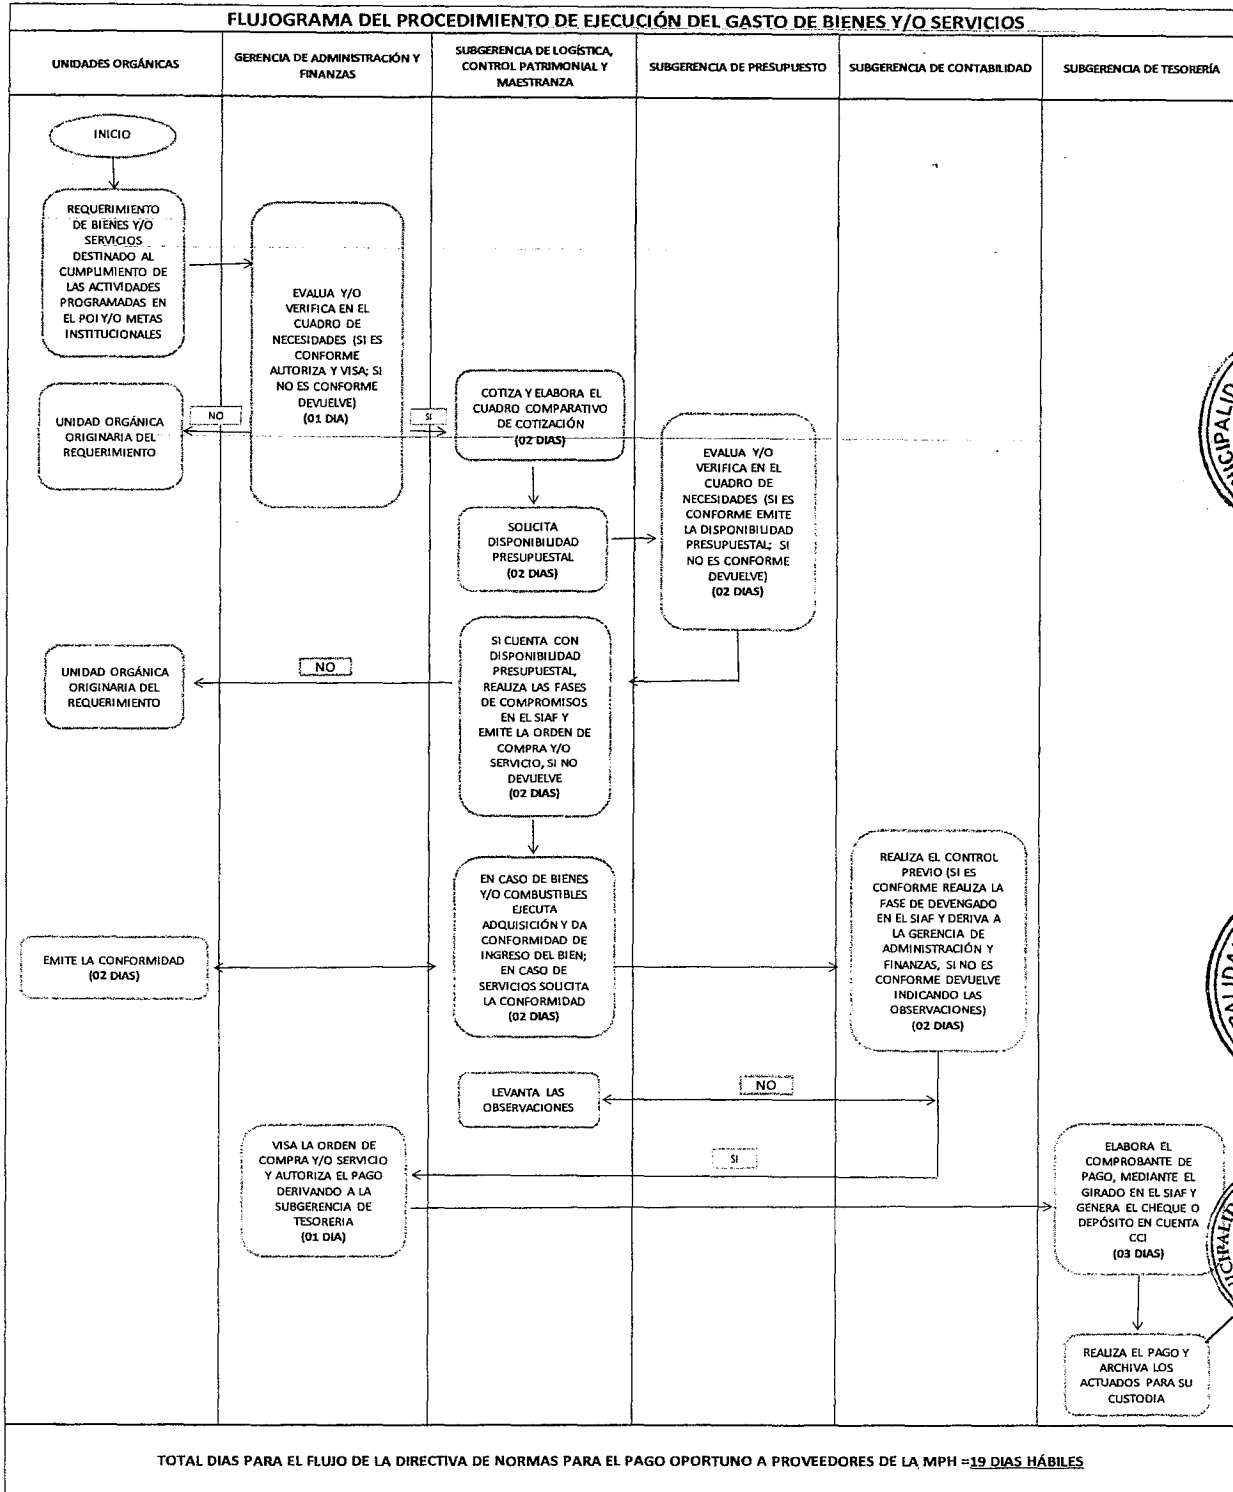 FLUJOGRAMA DEL PROCEDIMIENTO DE EJECUCIÓN DEL GASTO DE BIENES Y/O SERVICIOS
UNIDADES ORGÁNICAS
GERENCIA DE ADMINISTRACIÓN Y
FINANZAS
SUBGERENCIA DE LOGÍSTICA,
CONTROL PATRIMONIAL Y
MAESTRANZA
SUBGERENCIA DE PRESUPUESTO
SUBGERENCIA DE CONTABILIDAD
SUBGERENCIA DE TESORERÍA
INICIO
REQUERIMIENTO
DE BIENES Y/O
SERVICIOS
DESTINADO AL
CUMPLIMIENTO DE
LAS ACTIVIDADES
PROGRAMADAS EN
EL POI Y/O METAS
INSTITUCIONALES
EVALUA Y/O
VERIFICA EN EL
CUADRO DE
NECESIDADES (SI ES
CONFORME
AUTORIZA Y VISA; SI
NO ES CONFORME
DEVUELVE)
(01 DIA)
NO
SI
UNIDAD ORGÁNICA
ORIGINARIA DEL
REQUERIMIENTO
COTIZA Y ELABORA EL
CUADRO COMPARATIVO
DE COTIZACIÓN
(02 DIAS)
SOLICITA
DISPONIBILIDAD
PRESUPUESTAL
(02 DIAS)
EVALUA Y/O
VERIFICA EN EL
CUADRO DE
NECESIDADES (SI ES
CONFORME EMITE
LA DISPONIBILIDAD
PRESUPUESTAL; SI
NO ES CONFORME
DEVUELVE)
(02 DIAS)
SI CUENTA CON
DISPONIBILIDAD
PRESUPUESTAL,
REALIZA LAS FASES
DE COMPROMISOS
EN EL SIAF Y
EMITE LA ORDEN DE
COMPRA Y/O
SERVICIO, SI NO
DEVUELVE
(02 DIAS)
NO
UNIDAD ORGÁNICA
ORIGINARIA DEL
REQUERIMIENTO
EN CASO DE BIENES
Y/O COMBUSTIBLES
EJECUTA
ADQUISICIÓN Y DA
CONFORMIDAD DE
INGRESO DEL BIEN;
EN CASO DE
SERVICIOS SOLICITA
LA CONFORMIDAD
(02 DIAS)
EMITE LA CONFORMIDAD
(02 DIAS)
REALIZA EL CONTROL
PREVIO (SI ES
CONFORME REALIZA LA
FASE DE DEVENGADO
EN EL SIAF Y DERIVA A
LA GERENCIA DE
ADMINISTRACIÓN Y
FINANZAS, SI NO ES
CONFORME DEVUELVE
INDICANDO LAS
OBSERVACIONES)
(02 DIAS)
LEVANTA LAS
OBSERVACIONES
NO
VISA LA ORDEN DE
COMPRA Y/O SERVICIO
Y AUTORIZA EL PAGO
DERIVANDO A LA
SUBGERENCIA DE
TESORERIA
(01 DIA)
SI
ELABORA EL
COMPROBANTE DE
PAGO, MEDIANTE EL
GIRADO EN EL SIAF Y
GENERA EL CHEQUE O
DEPÓSITO EN CUENTA
CCI
(03 DIAS)
REALIZA EL PAGO Y
ARCHIVA LOS
ACTUADOS PARA SU
CUSTODIA
TOTAL DIAS PARA EL FLUJO DE LA DIRECTIVA DE NORMAS PARA EL PAGO OPORTUNO A PROVEEDORES DE LA MPH =19 DIAS HÁBILES